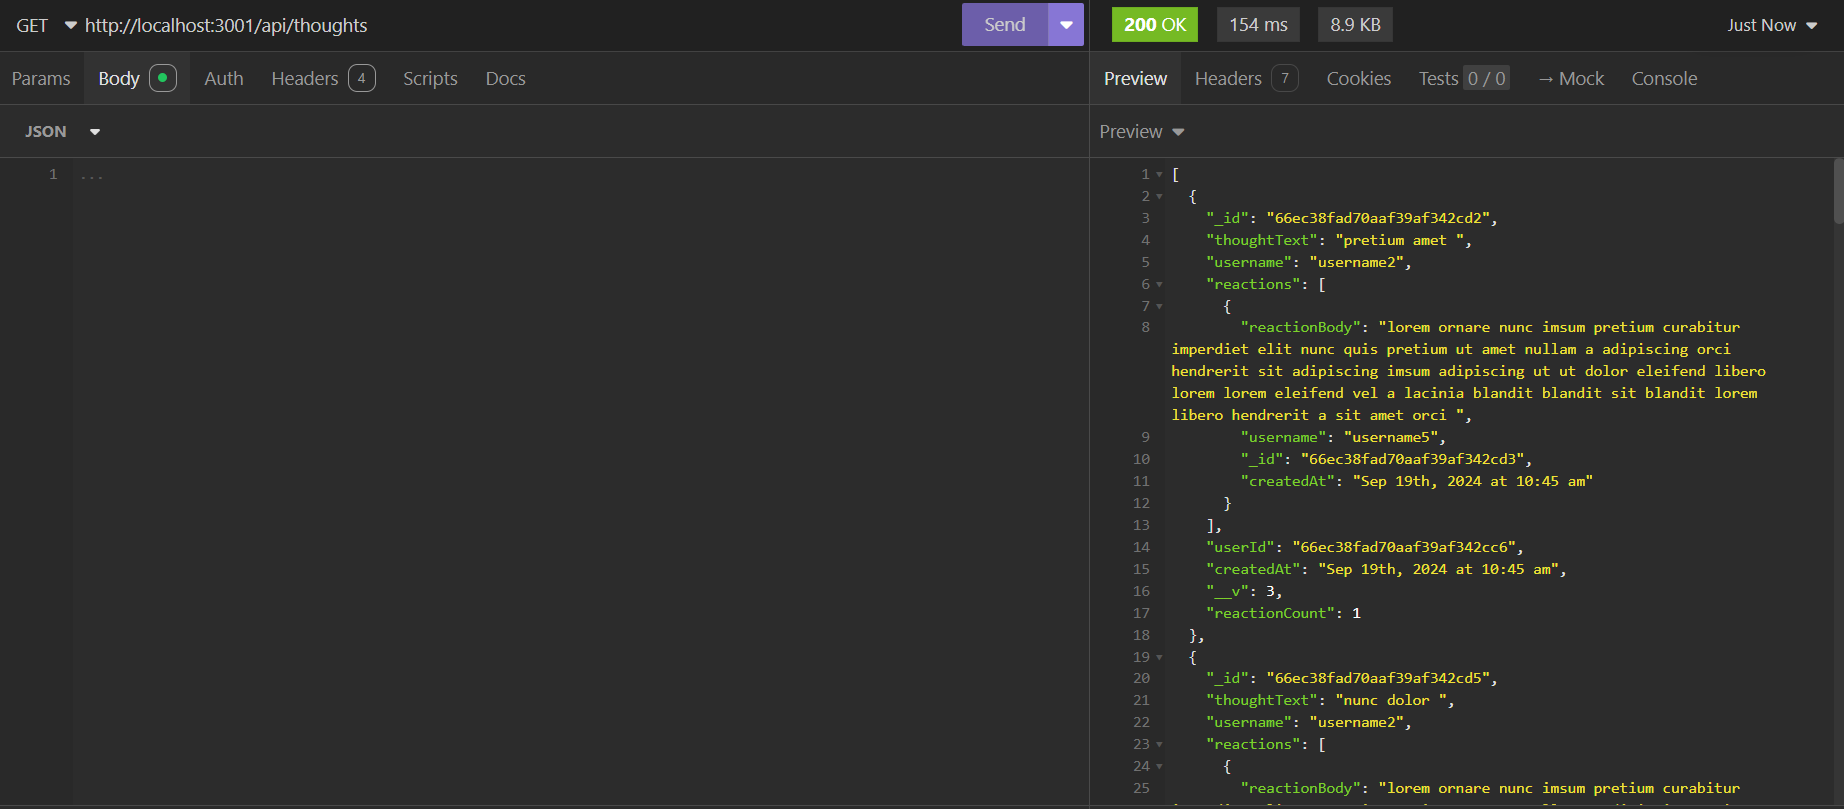 GET http://localhost:3001/api/thoughts Send 200 OK 154 ms 8.9 KB Just Now
Params Body Auth Headers 4 Scripts Docs Preview Headers 7 Cookies Tests 0 / 0 → Mock Console
JSON Preview
1 ...
1 [
2 {
3 "_id": "66ec38fad70aaf39af342cd2",
4 "thoughtText": "pretium amet ",
5 "username": "username2",
6 "reactions": [
7 {
8 "reactionBody": "lorem ornare nunc imsum pretium curabitur
imperdiet elit nunc quis pretium ut amet nullam a adipiscing orci
hendrerit sit adipiscing imsum adipiscing ut ut dolor eleifend libero
lorem lorem eleifend vel a lacinia blandit blandit sit blandit lorem
libero hendrerit a sit amet orci ",
9 "username": "username5",
10 "_id": "66ec38fad70aaf39af342cd3",
11 "createdAt": "Sep 19th, 2024 at 10:45 am"
12 }
13 ],
14 "userId": "66ec38fad70aaf39af342cc6",
15 "createdAt": "Sep 19th, 2024 at 10:45 am",
16 "__v": 3,
17 "reactionCount": 1
18 },
19 {
20 "_id": "66ec38fad70aaf39af342cd5",
21 "thoughtText": "nunc dolor ",
22 "username": "username2",
23 "reactions": [
24 {
25 "reactionBody": "lorem ornare nunc imsum pretium curabitur